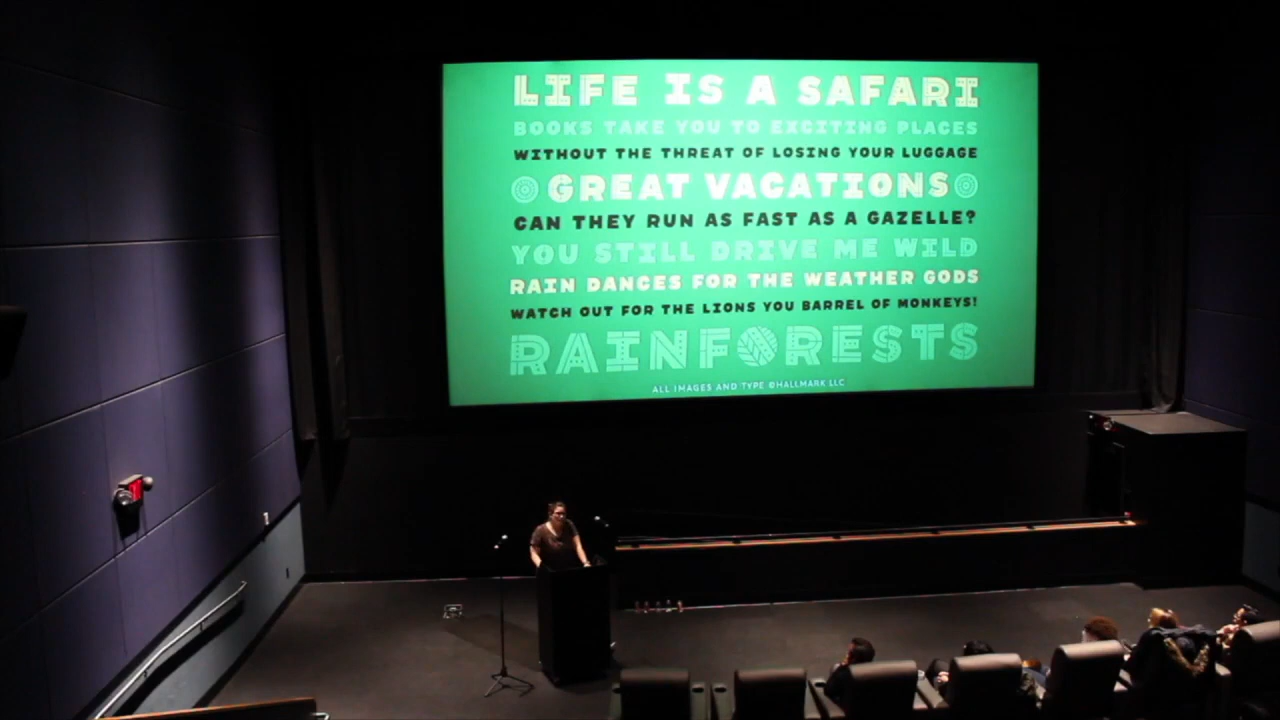 LIFE IS A SAFARI
BOOKS TAKE YOU TO EXCITING PLACES
WITHOUT THE THREAT OF LOSING YOUR LUGGAGE
GREAT VACATIONS
CAN THEY RUN AS FAST AS A GAZELLE?
YOU STILL DRIVE ME WILD
RAIN DANCES FOR THE WEATHER GODS
WATCH OUT FOR THE LIONS YOU BARREL OF MONKEYS!
RAINFORESTS
ALL IMAGES AND TYPE ©HALLMARK LLC